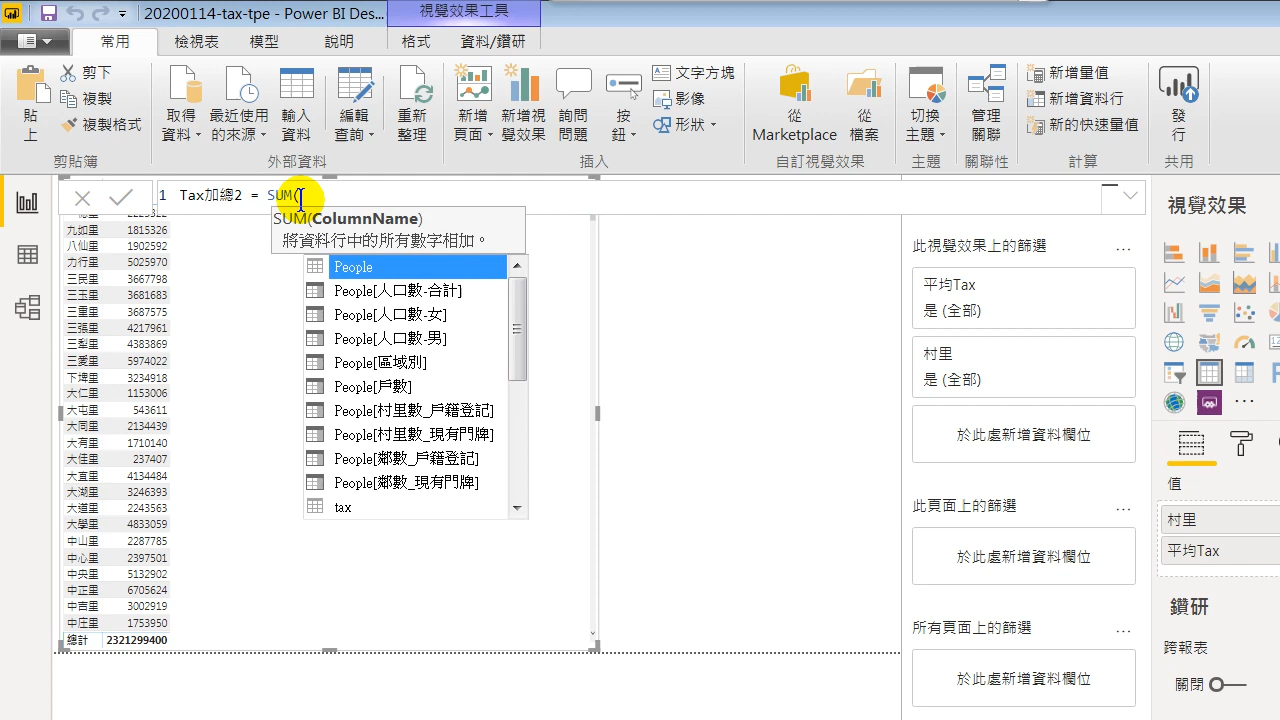 20200114-tax-tpe - Power BI Des...
視覺效果工具
常用
檢視表
模型
說明
格式
資料/鑽研
貼上
剪下
複製
複製格式
取得資料
最近使用的來源
輸入資料
編輯查詢
重新整理
新增頁面
新增視覺效果
詢問問題
按鈕
文字方塊
影像
形狀
從 Marketplace
從檔案
切換主題
管理關聯
新增量值
新增資料行
新的快速量值
發行
剪貼簿
外部資料
插入
自訂視覺效果
主題
關聯性
計算
共用
1 Tax加總2 = SUM(
SUM(ColumnName)
將資料行中的所有數字相加。
People
People[人口數-合計]
People[人口數-女]
People[人口數-男]
People[區域別]
People[戶數]
People[村里數_戶籍登記]
People[村里數_現有門牌]
People[鄰數_戶籍登記]
People[鄰數_現有門牌]
tax
九如里 1815326
八仙里 1902592
力行里 5025970
三民里 3667798
三玉里 3681683
三重里 3687575
三張里 4217961
三犁里 4383869
三愛里 5974022
下埤里 3234918
大仁里 1153006
大屯里 543611
大同里 2134439
大有里 1710140
大佳里 237407
大直里 4134484
大湖里 3246393
大道里 2243563
大學里 4833059
中山里 2287785
中心里 2397501
中央里 5132902
中正里 6705624
中吉里 3002919
中庄里 1753950
總計 2321299400
此視覺效果上的篩選 ...
平均Tax
是 (全部)
村里
是 (全部)
於此處新增資料欄位
此頁面上的篩選 ...
於此處新增資料欄位
所有頁面上的篩選 ...
於此處新增資料欄位
視覺效果
值
村里
平均Tax
鑽研
跨報表
關閉